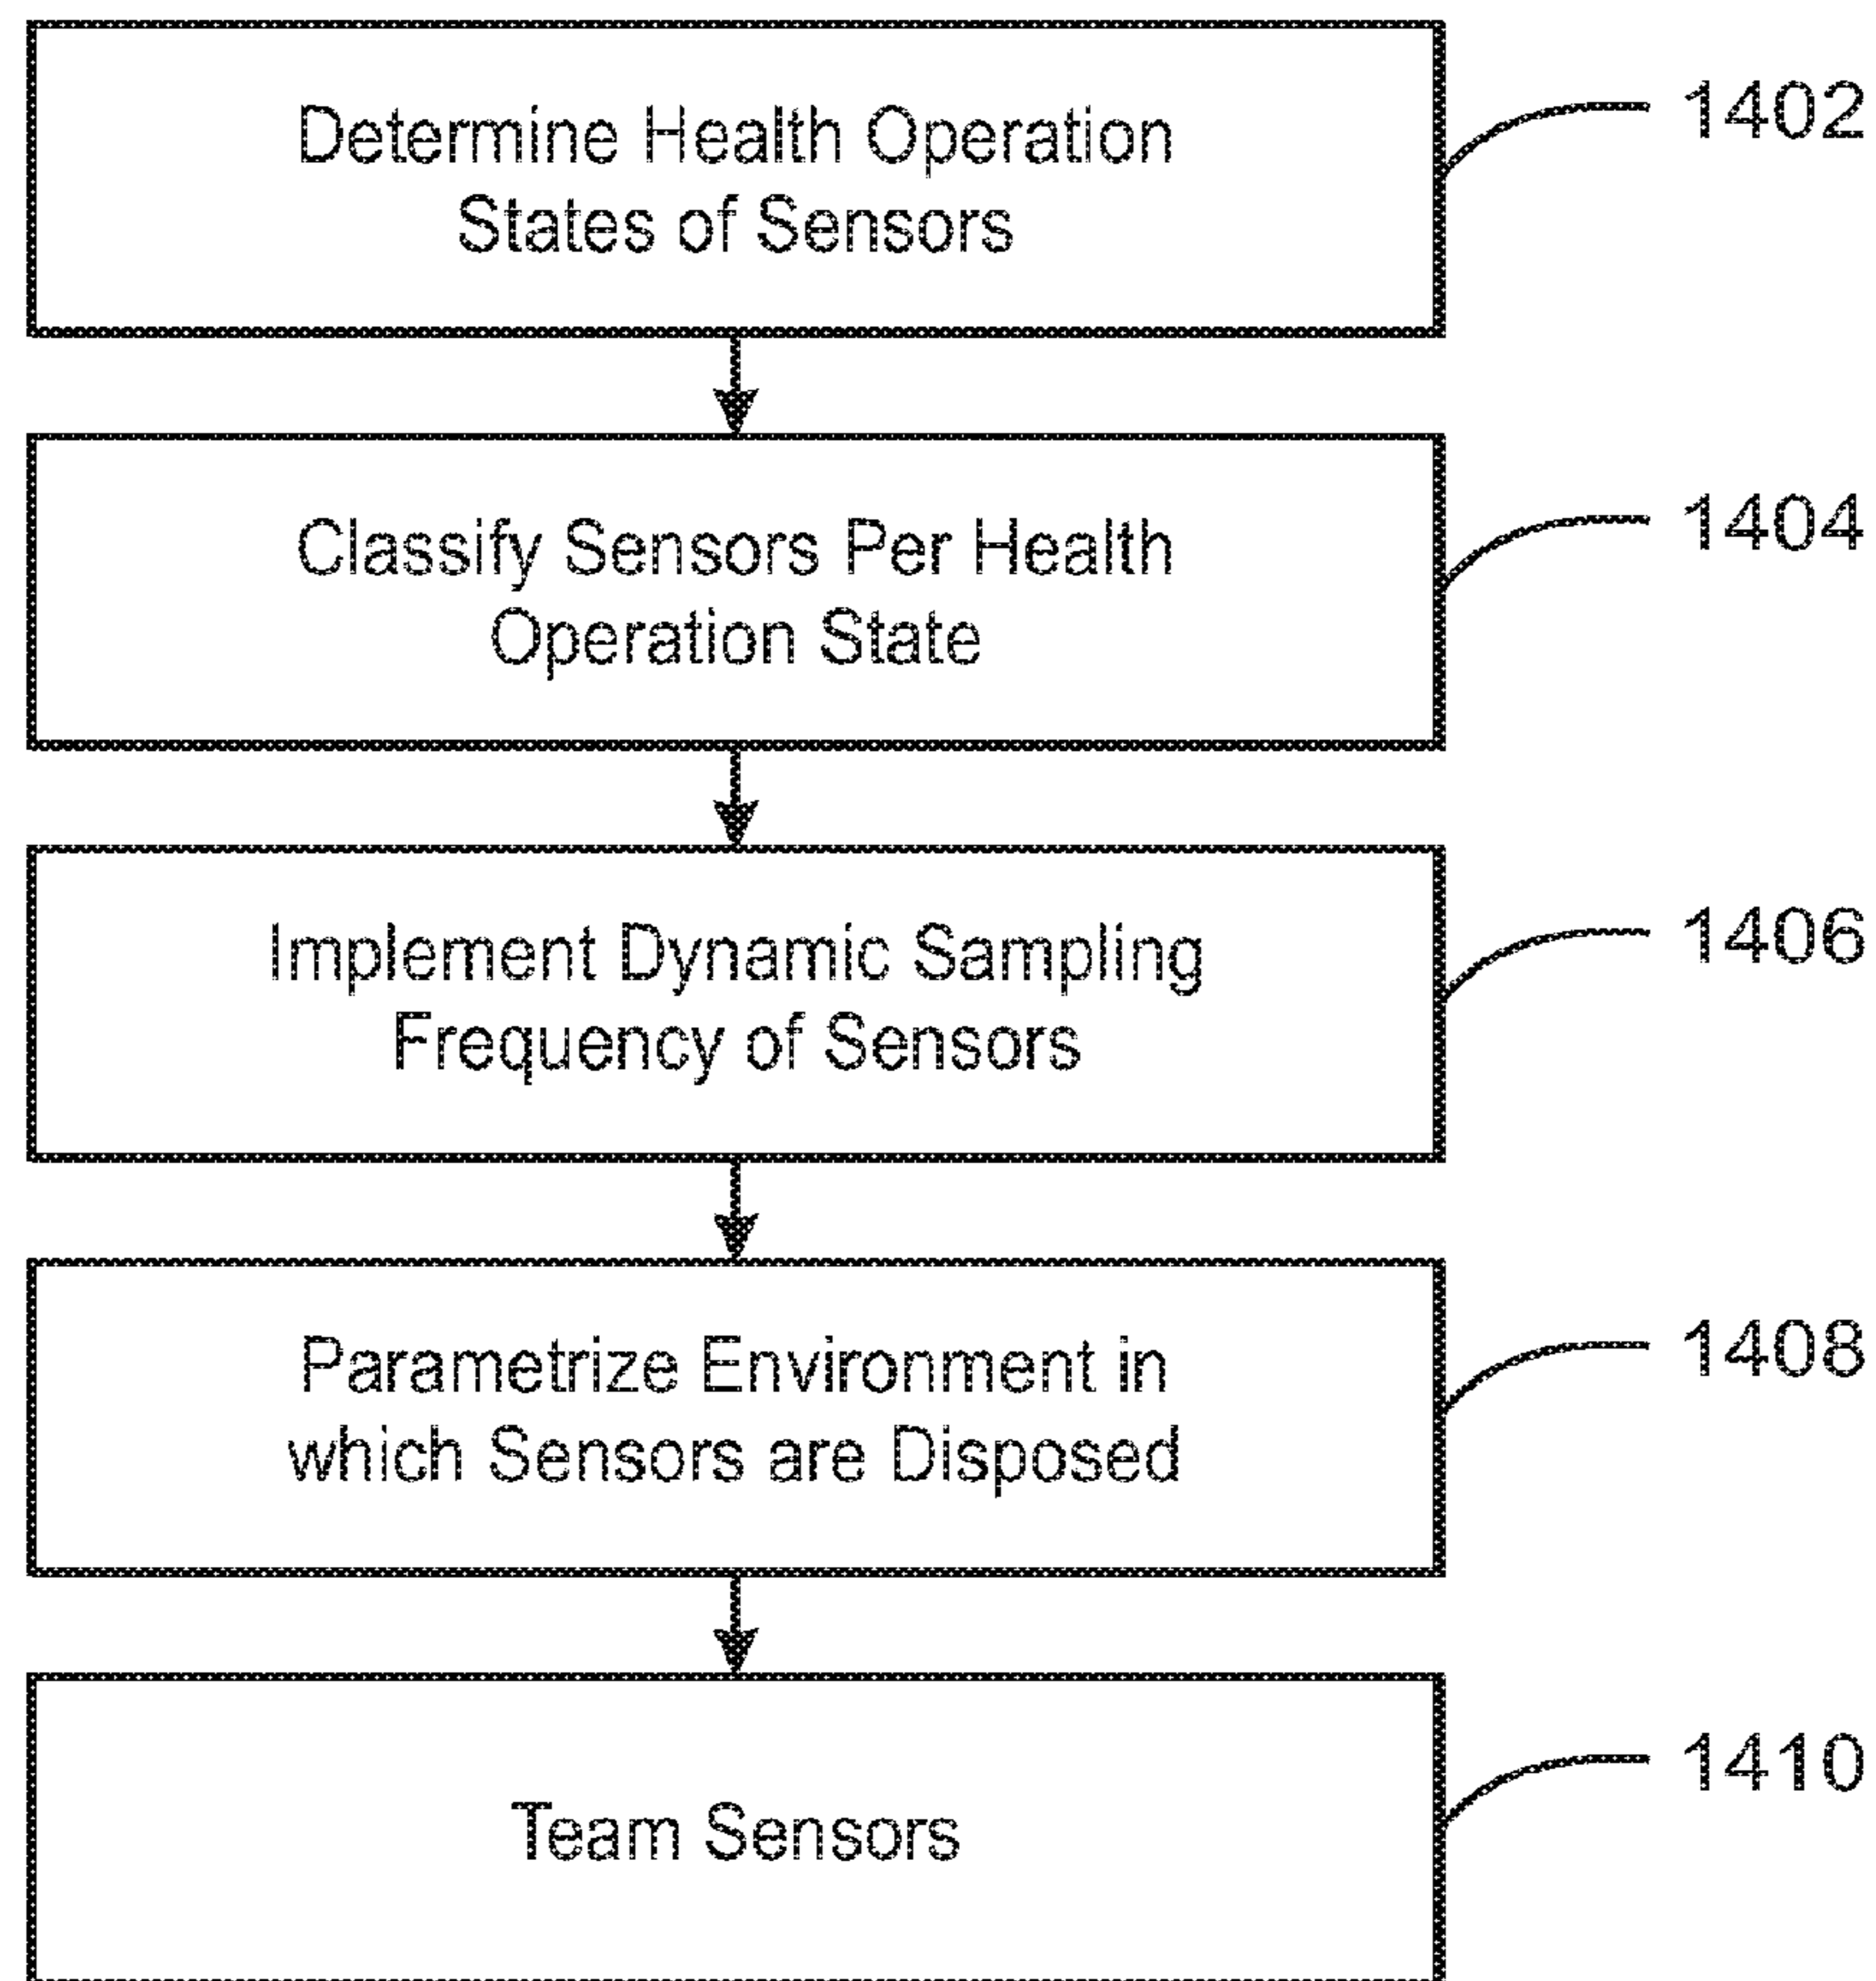 Determine Health Operation
States of Sensors
1402
Classify Sensors Per Health
Operation State
1404
Implement Dynamic Sampling
Frequency of Sensors
1406
Parametrize Environment in
which Sensors are Disposed
1408
Team Sensors
1410